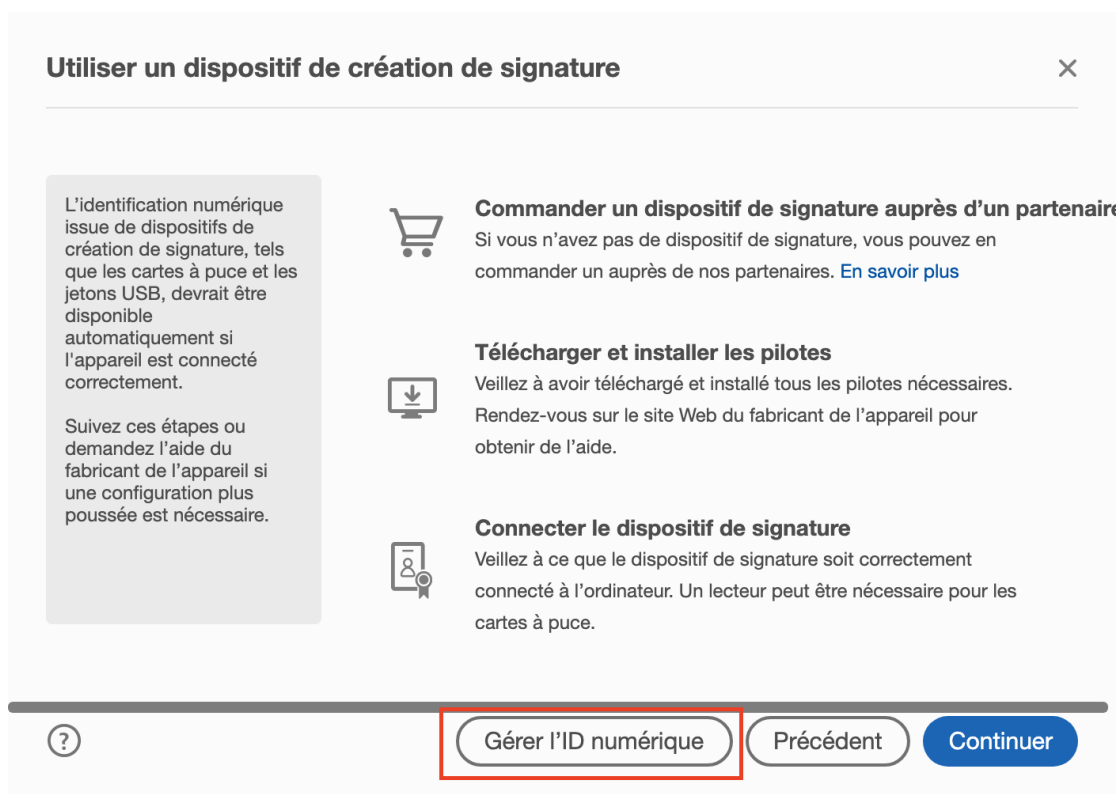 Utiliser un dispositif de création de signature
L’identification numérique
issue de dispositifs de
création de signature, tels
que les cartes à puce et les
jetons USB, devrait être
disponible
automatiquement si
l'appareil est connecté
correctement.
Suivez ces étapes ou
demandez l’aide du
fabricant de l’appareil si
une configuration plus
poussée est nécessaire.
Commander un dispositif de signature auprès d’un partenaire
Si vous n’avez pas de dispositif de signature, vous pouvez en
commander un auprès de nos partenaires. En savoir plus
Télécharger et installer les pilotes
Veillez à avoir téléchargé et installé tous les pilotes nécessaires.
Rendez-vous sur le site Web du fabricant de l’appareil pour
obtenir de l’aide.
Connecter le dispositif de signature
Veillez à ce que le dispositif de signature soit correctement
connecté à l’ordinateur. Un lecteur peut être nécessaire pour les
cartes à puce.
? Gérer l’ID numérique Précédent Continuer